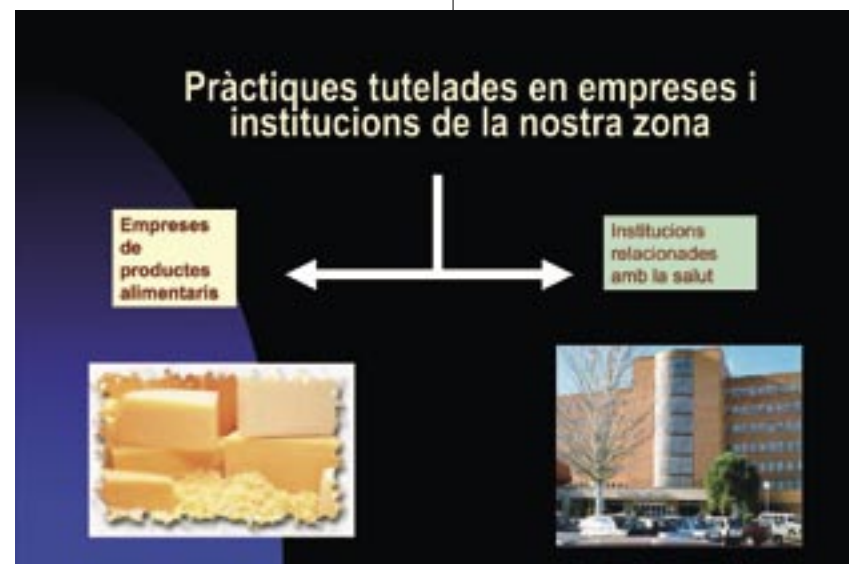 Pràctiques tutelades en empreses i
institucions de la nostra zona
Empreses
de
productes
alimentaris
Institucions
relacionades
amb la salut